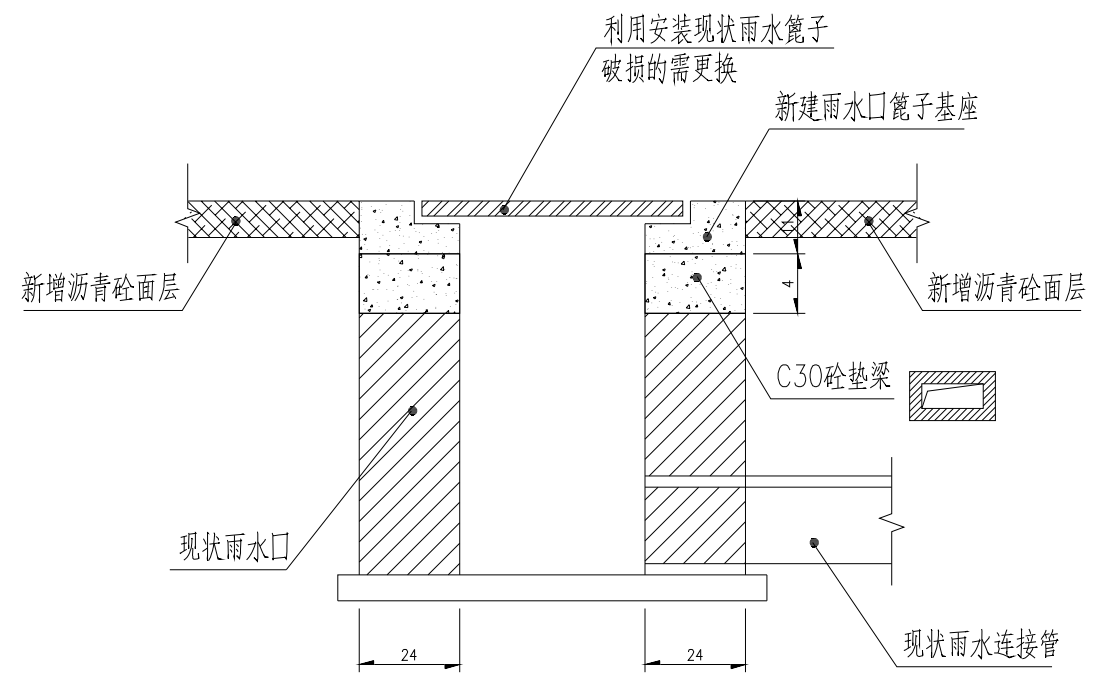 利用安装现状雨水篦子
破损的需更换
新建雨水口篦子基座
11
新增沥青砼面层
4
新增沥青砼面层
C30砼垫梁
现状雨水口
现状雨水连接管
24
24